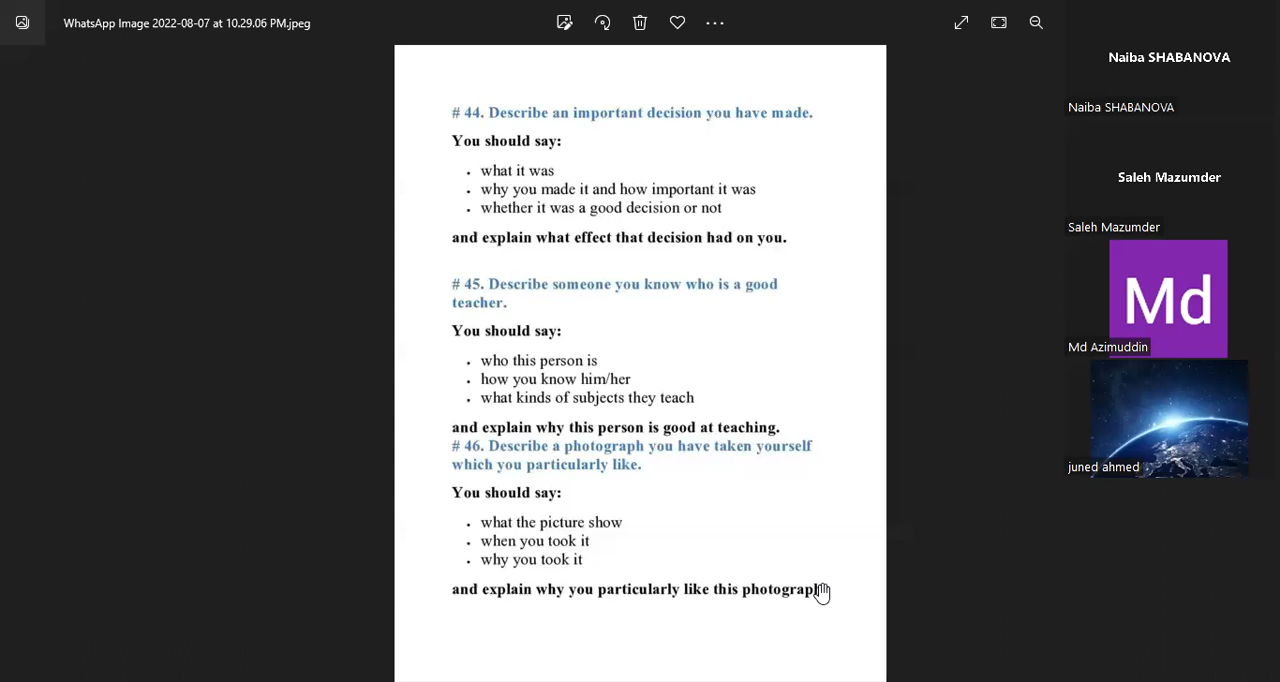 WhatsApp Image 2022-08-07 at 10.29.06 PM.jpeg
# 44. Describe an important decision you have made.
You should say:
• what it was
• why you made it and how important it was
• whether it was a good decision or not
and explain what effect that decision had on you.
# 45. Describe someone you know who is a good
teacher.
You should say:
• who this person is
• how you know him/her
• what kinds of subjects they teach
and explain why this person is good at teaching.
# 46. Describe a photograph you have taken yourself
which you particularly like.
You should say:
• what the picture show
• when you took it
• why you took it
and explain why you particularly like this photograph
Naiba SHABANOVA
Naiba SHABANOVA
Saleh Mazumder
Saleh Mazumder
Md
Md Azimuddin
juned ahmed